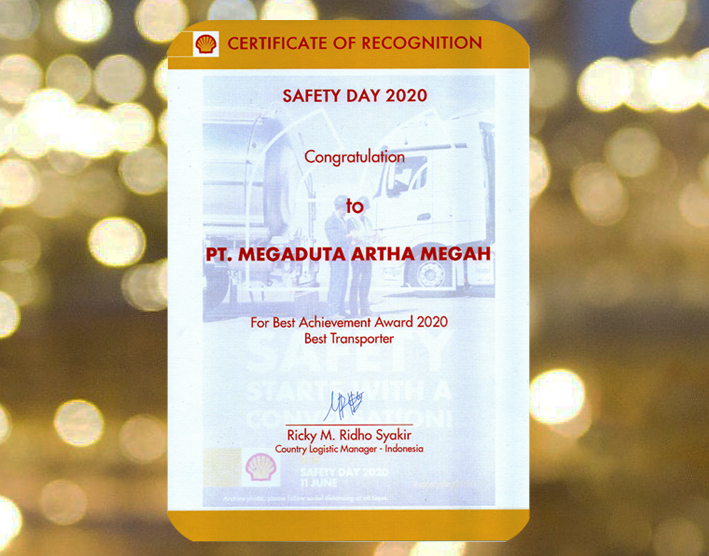 CERTIFICATE OF RECOGNITION
SAFETY DAY 2020
Congratulation
to
PT. MEGADUTA ARTHA MEGAH
For Best Achievement Award 2020
Best Transporter
SAFETY
STARTS WITH A
CONVERSATION!
Ricky M. Ridho Syakir
Country Logistic Manager - Indonesia
SAFETY DAY 2020
11 JUNE